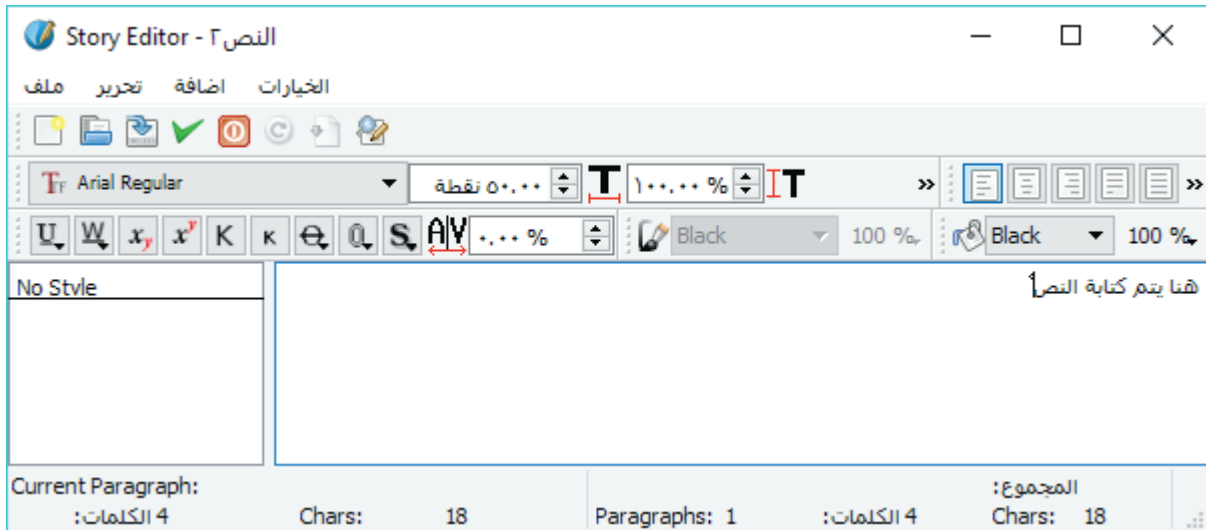 Story Editor - النص٢
ملف تحرير اضافة الخيارات
Arial Regular ٥٠.٠٠ نقطة ١٠٠.٠٠ % »
U W x y x y K K O O S A|V ٠.٠٠ % Black 100 % Black 100 %
No Style هنا يتم كتابة النص
Current Paragraph: المجموع:
الكلمات: 4 Chars: 18 Paragraphs: 1 الكلمات: 4 Chars: 18